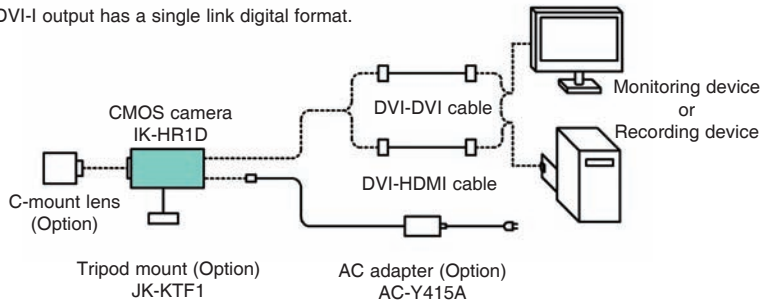 DVI-I output has a single link digital format.
CMOS camera
IK-HR1D
DVI-DVI cable
Monitoring device
or
Recording device
DVI-HDMI cable
C-mount lens
(Option)
Tripod mount (Option)
JK-KTF1
AC adapter (Option)
AC-Y415A